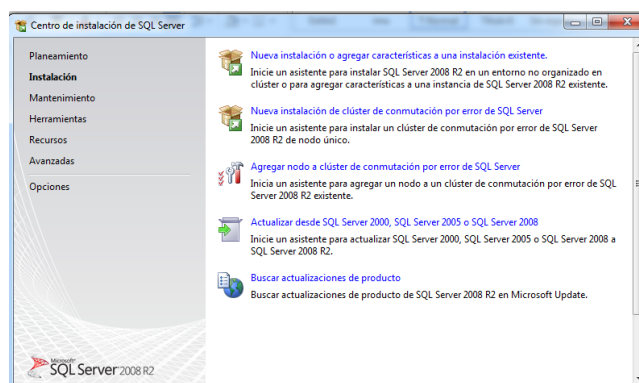 Centro de instalación de SQL Server
Planeamiento
Instalación
Mantenimiento
Herramientas
Recursos
Avanzadas
Opciones
Nueva instalación o agregar características a una instalación existente.
Inicie un asistente para instalar SQL Server 2008 R2 en un entorno no organizado en
clúster o para agregar características a una instancia de SQL Server 2008 R2 existente.
Nueva instalación de clúster de conmutación por error de SQL Server
Inicie un asistente para instalar un clúster de conmutación por error de SQL Server
2008 R2 de nodo único.
Agregar nodo a clúster de conmutación por error de SQL Server
Inicia un asistente para agregar un nodo a un clúster de conmutación por error de SQL
Server 2008 R2 existente.
Actualizar desde SQL Server 2000, SQL Server 2005 o SQL Server 2008
Inicie un asistente para actualizar SQL Server 2000, SQL Server 2005 o SQL Server 2008 a
SQL Server 2008 R2.
Buscar actualizaciones de producto
Buscar actualizaciones de producto de SQL Server 2008 R2 en Microsoft Update.
Microsoft
SQL Server 2008 R2